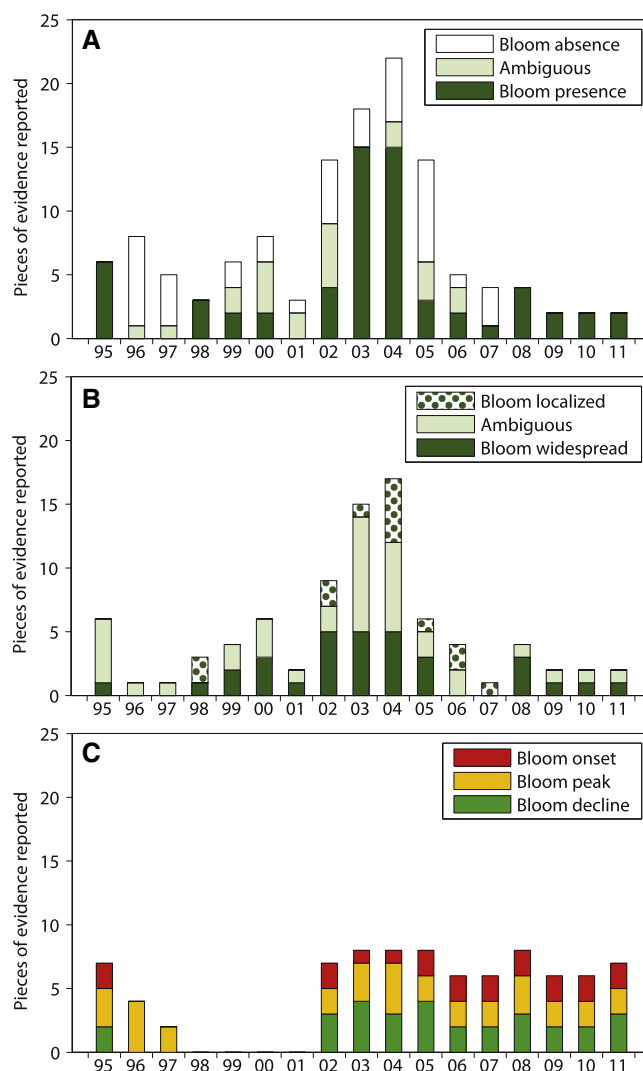 A
Bloom absence
Ambiguous
Bloom presence
Pieces of evidence reported
25
20
15
10
5
0
95 96 97 98 99 00 01 02 03 04 05 06 07 08 09 10 11
B
Bloom localized
Ambiguous
Bloom widespread
Pieces of evidence reported
25
20
15
10
5
0
95 96 97 98 99 00 01 02 03 04 05 06 07 08 09 10 11
C
Bloom onset
Bloom peak
Bloom decline
Pieces of evidence reported
25
20
15
10
5
0
95 96 97 98 99 00 01 02 03 04 05 06 07 08 09 10 11